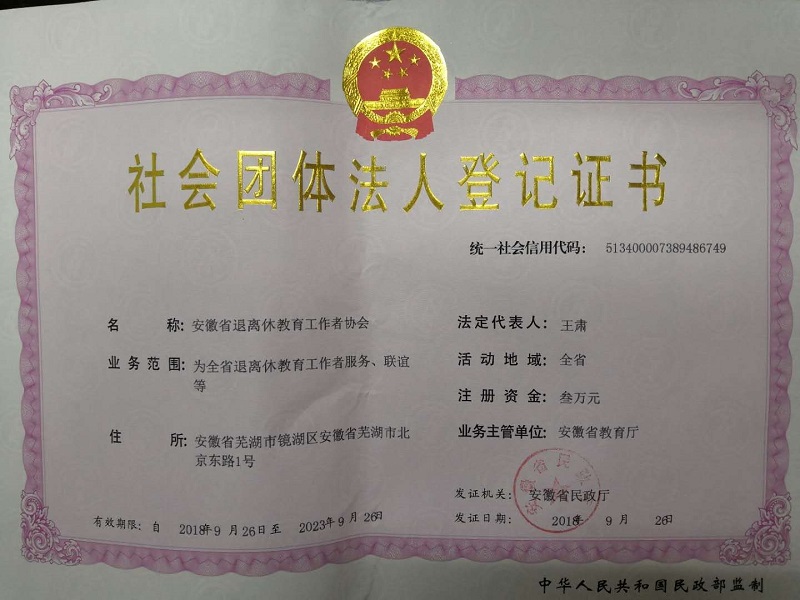 社会团体法人登记证书
统一社会信用代码： 513400007389486749
名 称: 安徽省退离休教育工作者协会
法定代表人: 王肃
业务范围: 为全省退离休教育工作者服务、联谊
等
活动地域: 全省
注册资金: 叁万元
住 所: 安徽省芜湖市镜湖区安徽省芜湖市北
京东路1号
业务主管单位: 安徽省教育厅
发证机关: 安徽省民政厅
发证日期: 2018年 9 月 26日
有效期限: 自 2018年 9 月 26日至 2023年 9 月 26日
中华人民共和国民政部监制